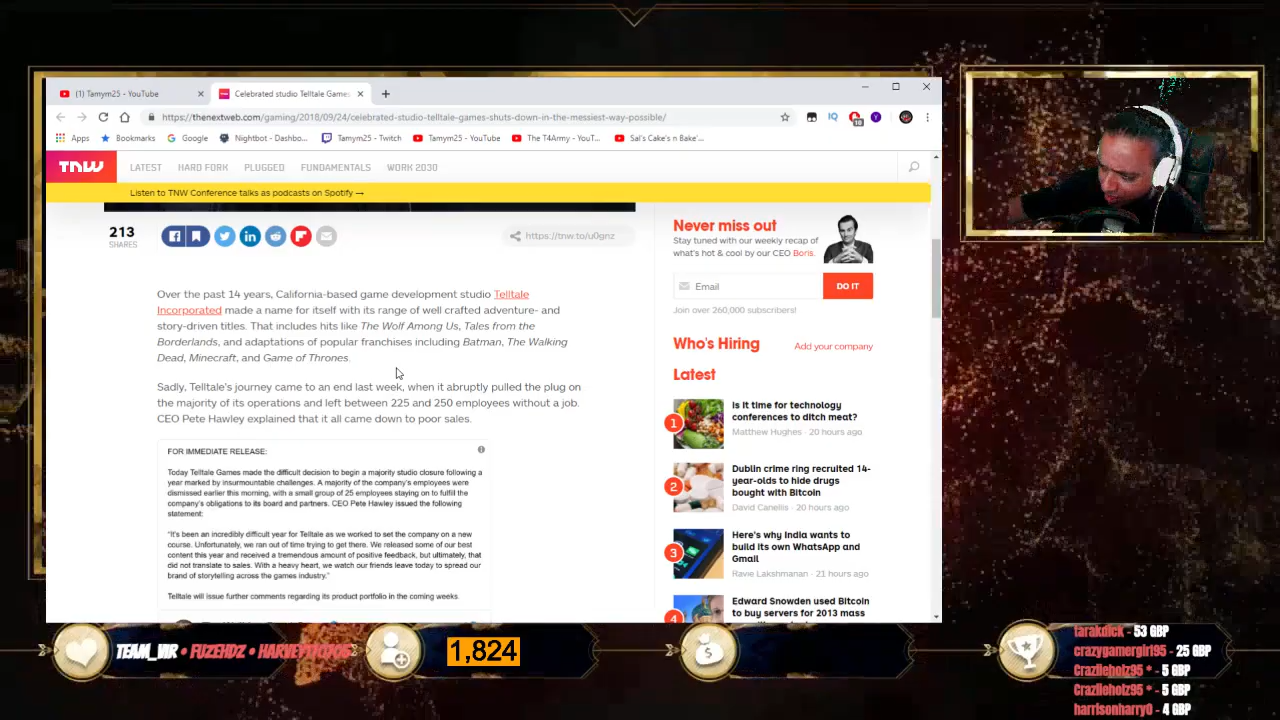 (1) Tamym25 - YouTube
Celebrated studio Telltale Games
https://thenextweb.com/gaming/2018/09/24/celebrated-studio-telltale-games-shuts-down-in-the-messiest-way-possible/
Apps Bookmarks Google Nightbot - Dashbo... Tamym25 - Twitch Tamym25 - YouTube The T4Army - YouT... Sal's Cake's n Bake'...
TNW LATEST HARD FORK PLUGGED FUNDAMENTALS WORK 2030
Listen to TNW Conference talks as podcasts on Spotify →
213
SHARES
https://tnw.to/u0gnz
Over the past 14 years, California-based game development studio Telltale
Incorporated made a name for itself with its range of well crafted adventure- and
story-driven titles. That includes hits like The Wolf Among Us, Tales from the
Borderlands, and adaptations of popular franchises including Batman, The Walking
Dead, Minecraft, and Game of Thrones.
Sadly, Telltale's journey came to an end last week, when it abruptly pulled the plug on
the majority of its operations and left between 225 and 250 employees without a job.
CEO Pete Hawley explained that it all came down to poor sales.
FOR IMMEDIATE RELEASE:
Today Telltale Games made the difficult decision to begin a majority studio closure following a
year marked by insurmountable challenges. A majority of the company's employees were
dismissed earlier this morning, with a small group of 25 employees staying on to fulfill the
company's obligations to its board and partners. CEO Pete Hawley issued the following
statement:
"It's been an incredibly difficult year for Telltale as we worked to set the company on a new
course. Unfortunately, we ran out of time trying to get there. We released some of our best
content this year and received a tremendous amount of positive feedback, but ultimately, that
did not translate to sales. With a heavy heart, we watch our friends leave today to spread our
brand of storytelling across the games industry."
Telltale will issue further comments regarding its product portfolio in the coming weeks.
Never miss out
Stay tuned with our weekly recap of
what's hot & cool by our CEO Boris.
Email DO IT
Join over 260,000 subscribers!
Who's Hiring Add your company
Latest
1
Is it time for technology
conferences to ditch meat?
Matthew Hughes - 20 hours ago
2
Dublin crime ring recruited 14-
year-olds to hide drugs
bought with Bitcoin
David Canellis - 20 hours ago
3
Here's why India wants to
build its own WhatsApp and
Gmail
Ravie Lakshmanan - 21 hours ago
4
Edward Snowden used Bitcoin
to buy servers for 2013 mass
TEAM_VIR • FUZEHDZ •
1,824
tarakdick - 53 GBP
crazygamergirl95 - 25 GBP
Crazileholz95 * - 5 GBP
Crazileholz95 * - 5 GBP
harrisonharry0 - 4 GBP